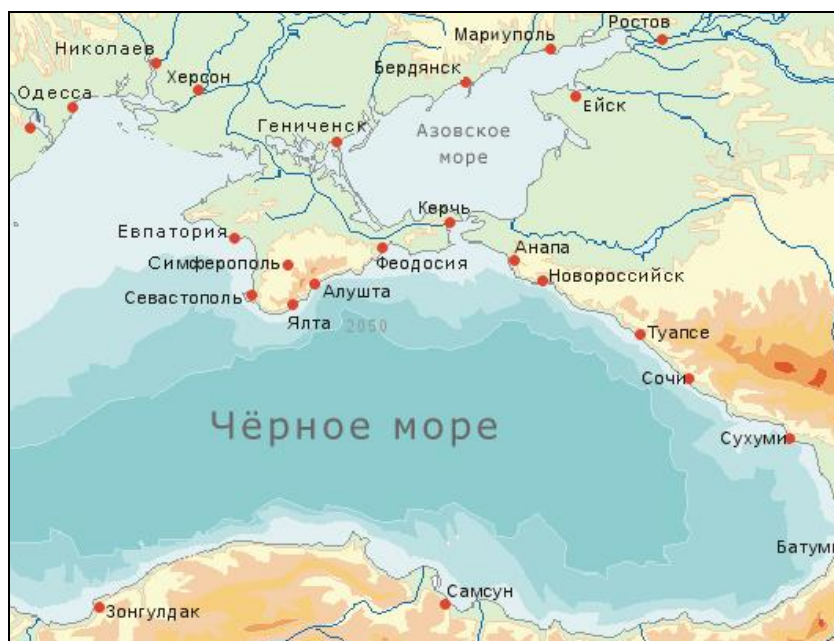 Ростов
Мариуполь
Николаев
Херсон
Бердянск
Одесса
Ейск
Геническ
Азовское
море
Керчь
Евпатория
Анапа
Феодосия
Симферополь
Новороссийск
Алушта
Севастополь
Ялта
2050
Туапсе
Сочи
Чёрное море
Сухуми
Батуми
Самсун
Зонгулдак